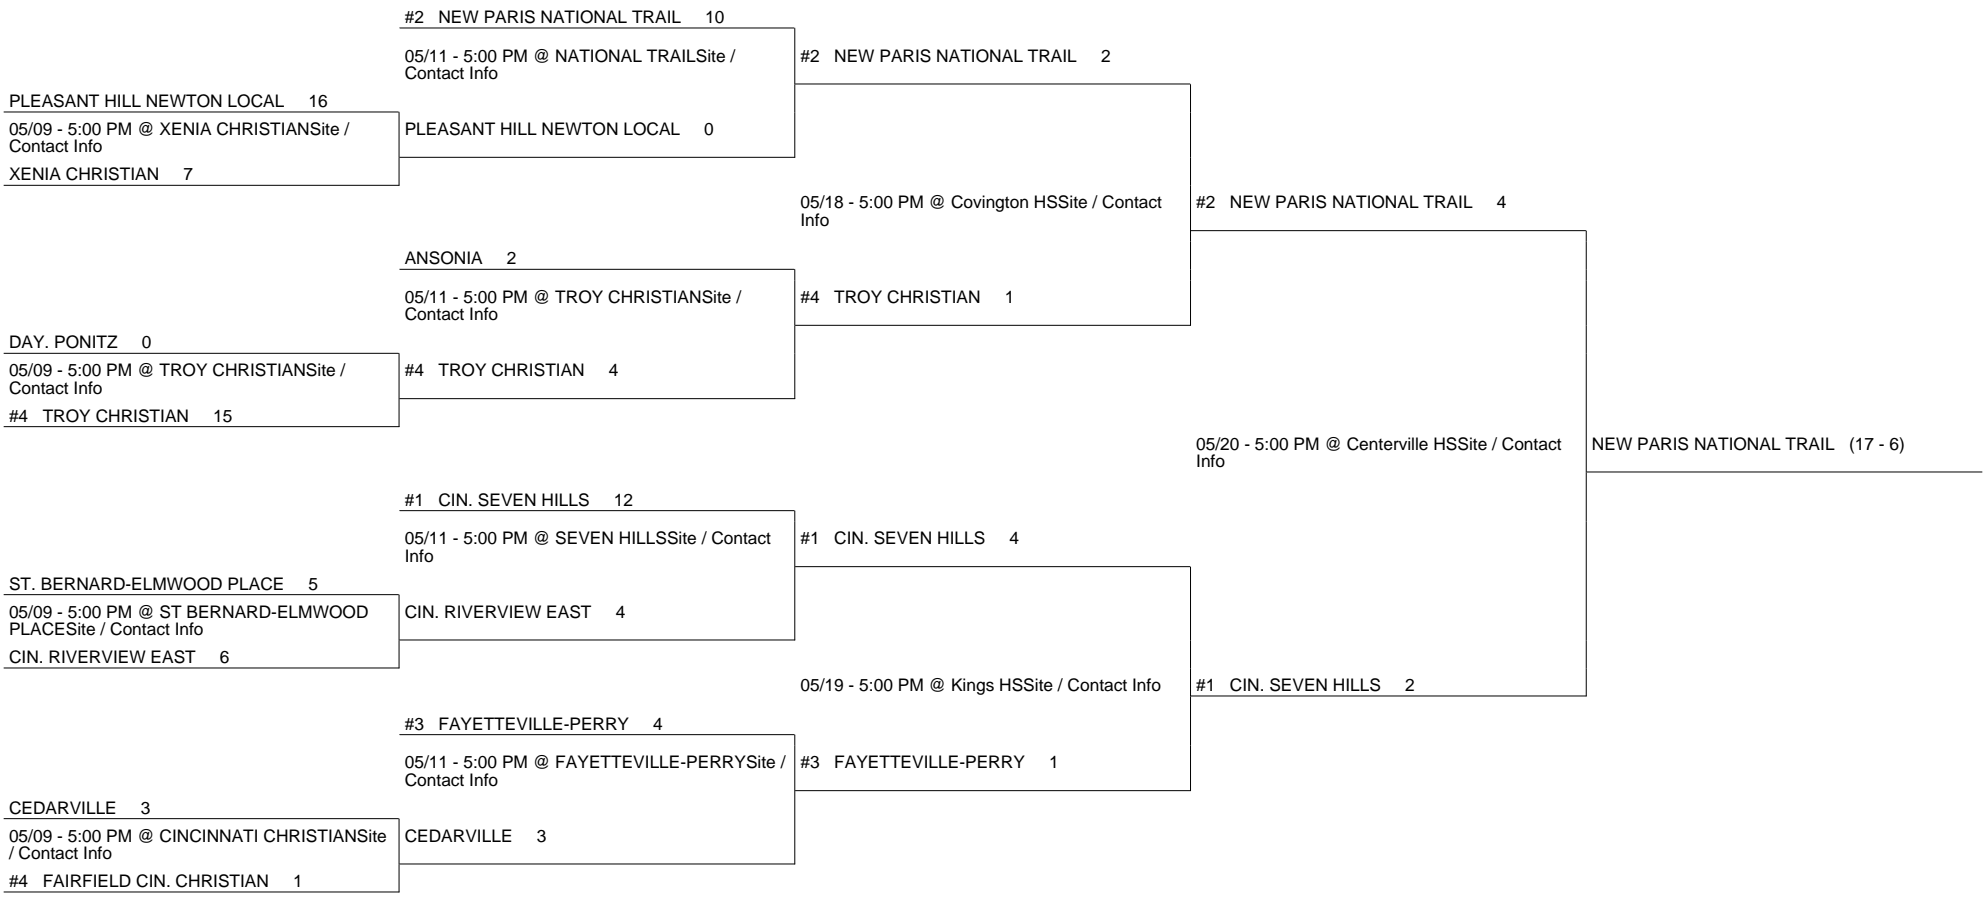 #2 NEW PARIS NATIONAL TRAIL 10
05/11 - 5:00 PM @ NATIONAL TRAILSite /
Contact Info
#2 NEW PARIS NATIONAL TRAIL 2
PLEASANT HILL NEWTON LOCAL 16
05/09 - 5:00 PM @ XENIA CHRISTIANSite /
Contact Info
PLEASANT HILL NEWTON LOCAL 0
XENIA CHRISTIAN 7
05/18 - 5:00 PM @ Covington HSSite / Contact
Info
#2 NEW PARIS NATIONAL TRAIL 4
ANSONIA 2
05/11 - 5:00 PM @ TROY CHRISTIANSite /
Contact Info
#4 TROY CHRISTIAN 1
DAY. PONITZ 0
05/09 - 5:00 PM @ TROY CHRISTIANSite /
Contact Info
#4 TROY CHRISTIAN 4
#4 TROY CHRISTIAN 15
05/20 - 5:00 PM @ Centerville HSSite / Contact
Info
NEW PARIS NATIONAL TRAIL (17 - 6)
#1 CIN. SEVEN HILLS 12
05/11 - 5:00 PM @ SEVEN HILLSSite / Contact
Info
#1 CIN. SEVEN HILLS 4
ST. BERNARD-ELMWOOD PLACE 5
05/09 - 5:00 PM @ ST BERNARD-ELMWOOD
PLACESite / Contact Info
CIN. RIVERVIEW EAST 4
CIN. RIVERVIEW EAST 6
05/19 - 5:00 PM @ Kings HSSite / Contact Info
#1 CIN. SEVEN HILLS 2
#3 FAYETTEVILLE-PERRY 4
05/11 - 5:00 PM @ FAYETTEVILLE-PERRYSite /
Contact Info
#3 FAYETTEVILLE-PERRY 1
CEDARVILLE 3
05/09 - 5:00 PM @ CINCINNATI CHRISTIANSite
/ Contact Info
CEDARVILLE 3
#4 FAIRFIELD CIN. CHRISTIAN 1